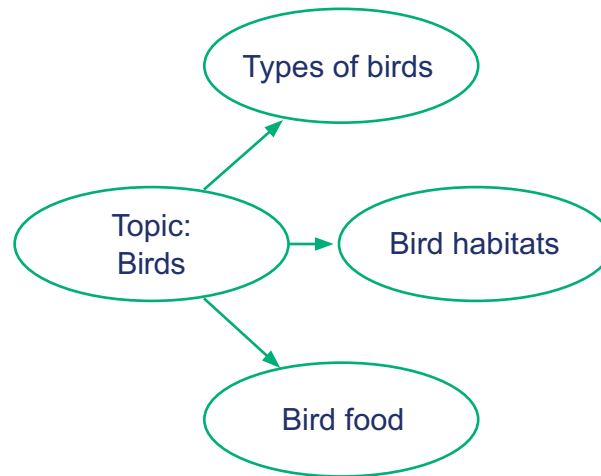 Types of birds
Topic:
Birds
Bird habitats
Bird food